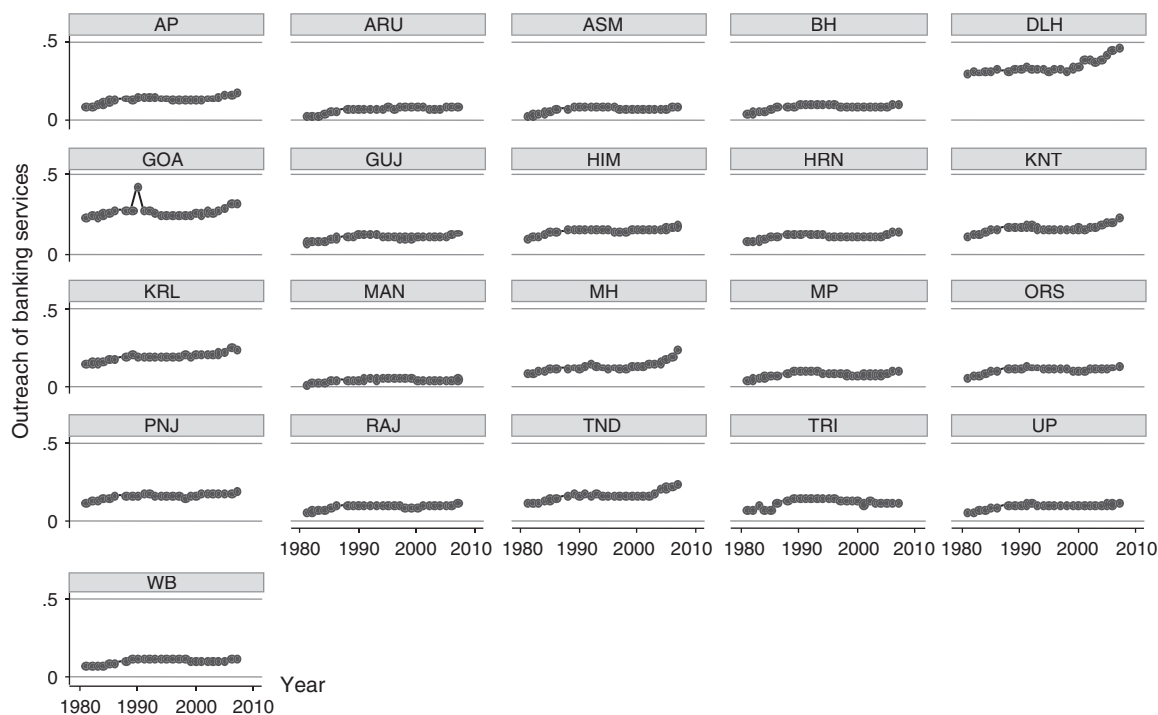 AP ARU ASM BH DLH
.5
0
GOA GUJ HIM HRN KNT
.5
0
Outreach of banking services
KRL MAN MH MP ORS
.5
0
PNJ RAJ TND TRI UP
.5
0
1980 1990 2000 2010 1980 1990 2000 2010 1980 1990 2000 2010 1980 1990 2000 2010
WB
.5
0
1980 1990 2000 2010
Year